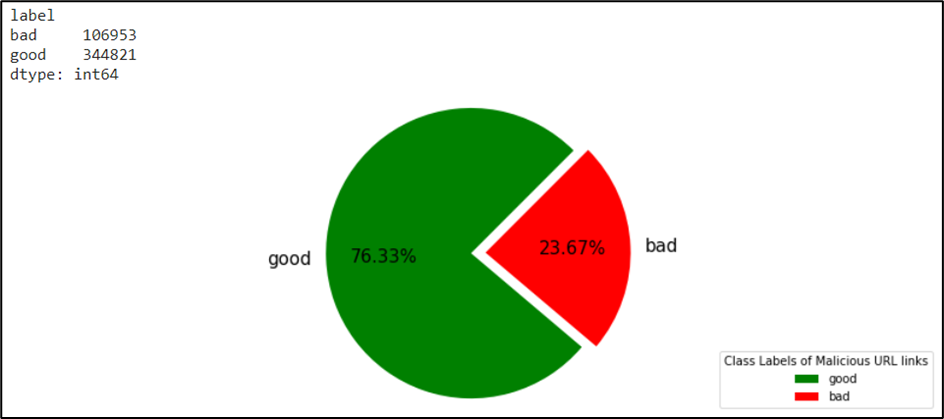 label
bad 106953
good 344821
dtype: int64
good
76.33%
23.67%
bad
Class Labels of Malicious URL links
good
bad